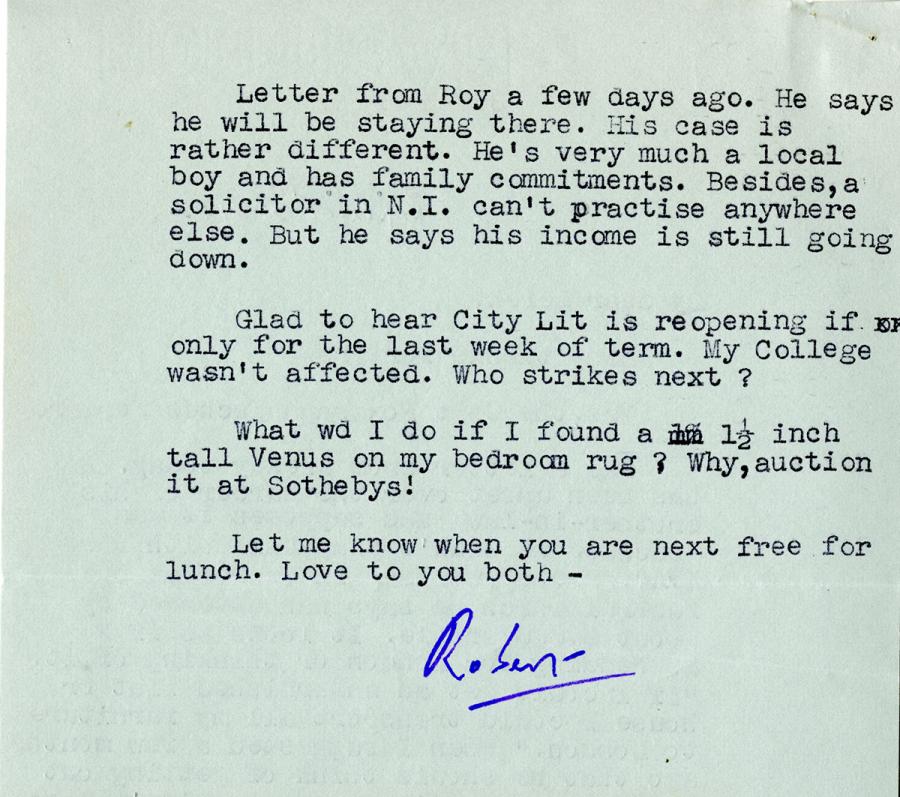 Letter from Roy a few days ago. He says
he will be staying there. His case is
rather different. He's very much a local
boy and has family commitments. Besides,a
solicitor in N.I. can't practise anywhere
else. But he says his income is still going
down.
Glad to hear City Lit is reopening if
only for the last week of term. My College
wasn't affected. Who strikes next ?
What wd I do if I found a 1½ inch
tall Venus on my bedroom rug ? Why,auction
it at Sothebys!
Let me know when you are next free for
lunch. Love to you both -
Robert